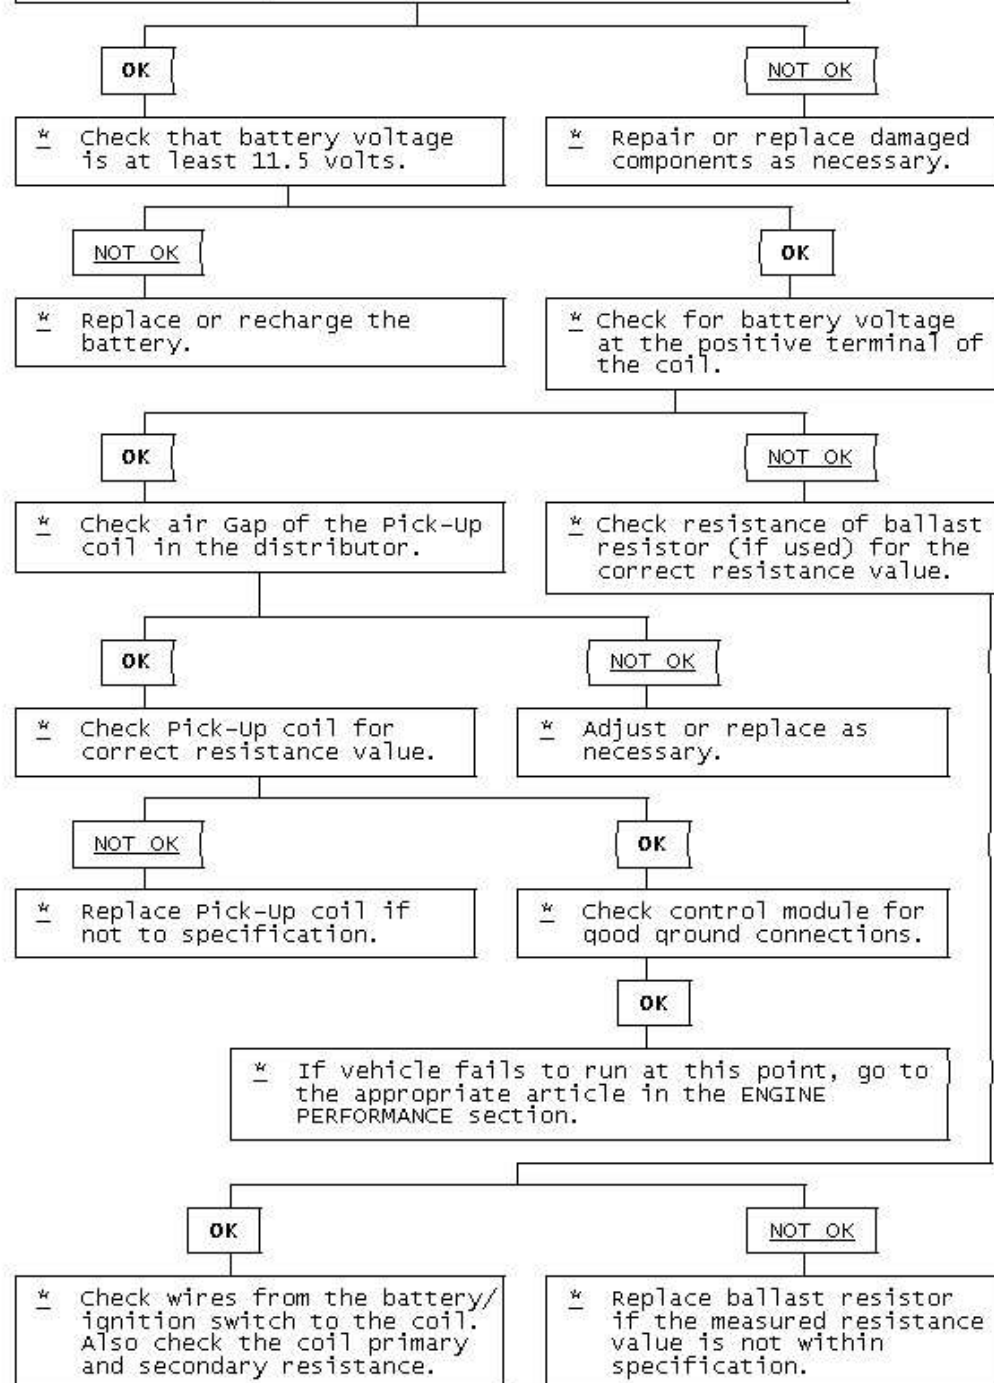 OK
NOT OK
* Check that battery voltage
is at least 11.5 volts.
* Repair or replace damaged
components as necessary.
NOT OK
OK
* Replace or recharge the
battery.
* Check for battery voltage
at the positive terminal of
the coil.
OK
NOT OK
* Check air Gap of the Pick-Up
coil in the distributor.
* Check resistance of ballast
resistor (if used) for the
correct resistance value.
OK
NOT OK
* Check Pick-Up coil for
correct resistance value.
* Adjust or replace as
necessary.
NOT OK
OK
* Replace Pick-Up coil if
not to specification.
* Check control module for
good ground connections.
OK
* If vehicle fails to run at this point, go to
the appropriate article in the ENGINE
PERFORMANCE section.
OK
NOT OK
* Check wires from the battery/
ignition switch to the coil.
Also check the coil primary
and secondary resistance.
* Replace ballast resistor
if the measured resistance
value is not within
specification.